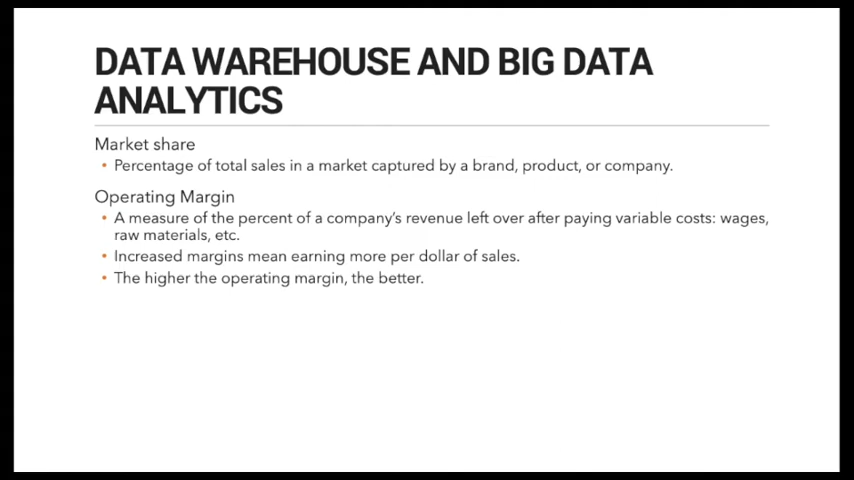 DATA WAREHOUSE AND BIG DATA
ANALYTICS
Market share
• Percentage of total sales in a market captured by a brand, product, or company.
Operating Margin
• A measure of the percent of a company's revenue left over after paying variable costs: wages,
raw materials, etc.
• Increased margins mean earning more per dollar of sales.
• The higher the operating margin, the better.